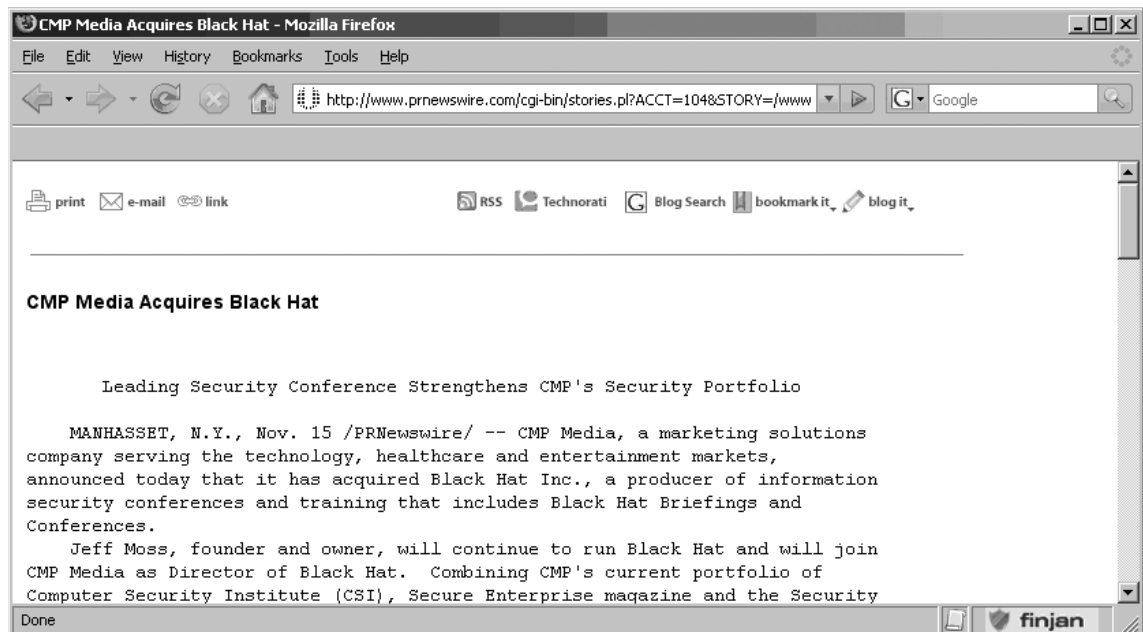 CMP Media Acquires Black Hat - Mozilla Firefox
File Edit View History Bookmarks Tools Help
http://www.prnewswire.com/cgi-bin/stories.pl?ACCT=104&STORY=/www G Google
print e-mail link RSS Technorati G Blog Search bookmark it blog it
CMP Media Acquires Black Hat
Leading Security Conference Strengthens CMP's Security Portfolio
MANHASSET, N.Y., Nov. 15 /PRNewswire/ -- CMP Media, a marketing solutions
company serving the technology, healthcare and entertainment markets,
announced today that it has acquired Black Hat Inc., a producer of information
security conferences and training that includes Black Hat Briefings and
Conferences.
Jeff Moss, founder and owner, will continue to run Black Hat and will join
CMP Media as Director of Black Hat. Combining CMP's current portfolio of
Computer Security Institute (CSI), Secure Enterprise magazine and the Security
Done finjan